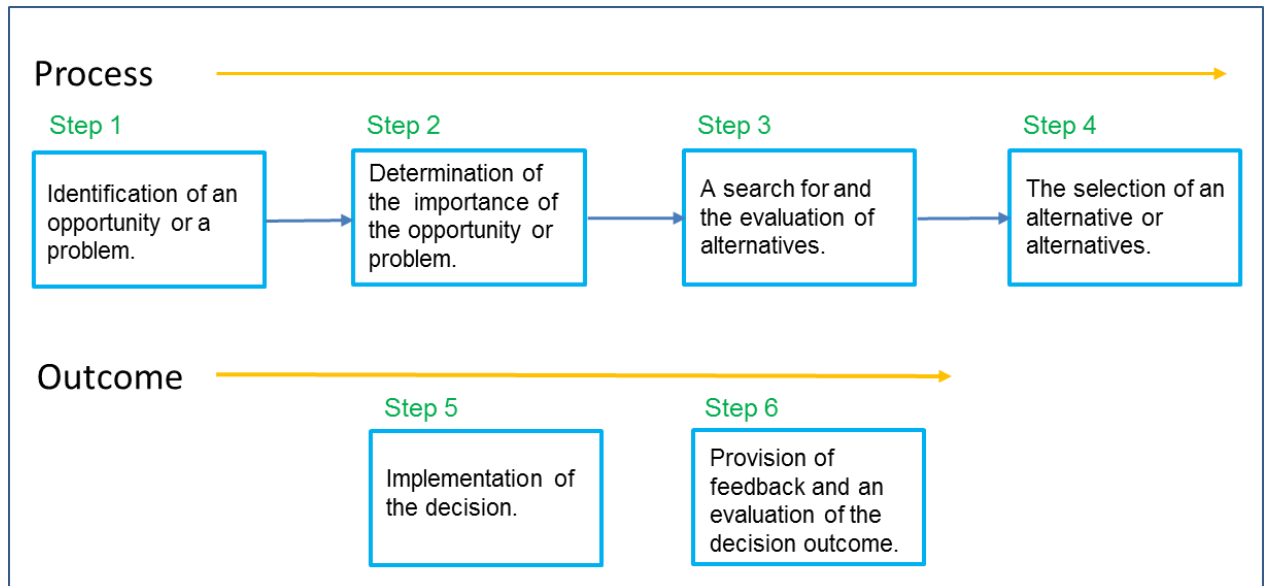 Process
Step 1
Identification of an
opportunity or a
problem.
Step 2
Determination of
the importance of
the opportunity or
problem.
Step 3
A search for and
the evaluation of
alternatives.
Step 4
The selection of an
alternative or
alternatives.
Outcome
Step 5
Implementation of
the decision.
Step 6
Provision of
feedback and an
evaluation of the
decision outcome.